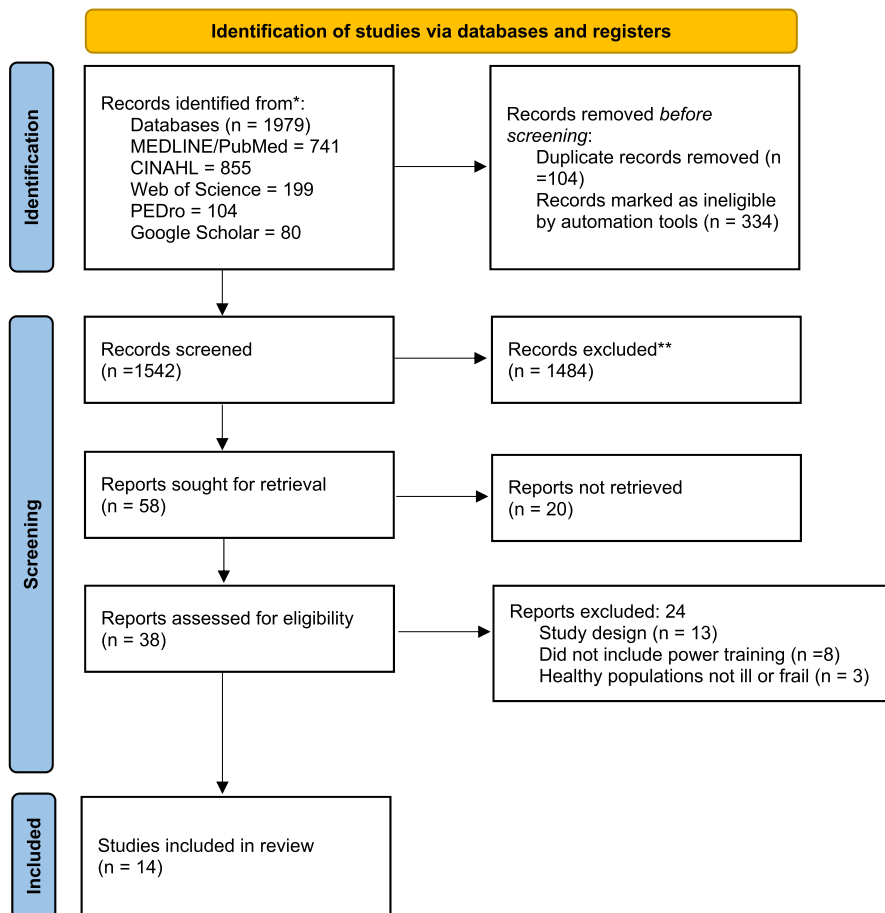 Identification of studies via databases and registers
Identification
Records identified from*:
Databases (n = 1979)
MEDLINE/PubMed = 741
CINAHL = 855
Web of Science = 199
PEDro = 104
Google Scholar = 80
Records removed before
screening:
Duplicate records removed (n
=104)
Records marked as ineligible
by automation tools (n = 334)
Screening
Records screened
(n =1542)
Records excluded**
(n = 1484)
Reports sought for retrieval
(n = 58)
Reports not retrieved
(n = 20)
Reports assessed for eligibility
(n = 38)
Reports excluded: 24
Study design (n = 13)
Did not include power training (n =8)
Healthy populations not ill or frail (n = 3)
Included
Studies included in review
(n = 14)